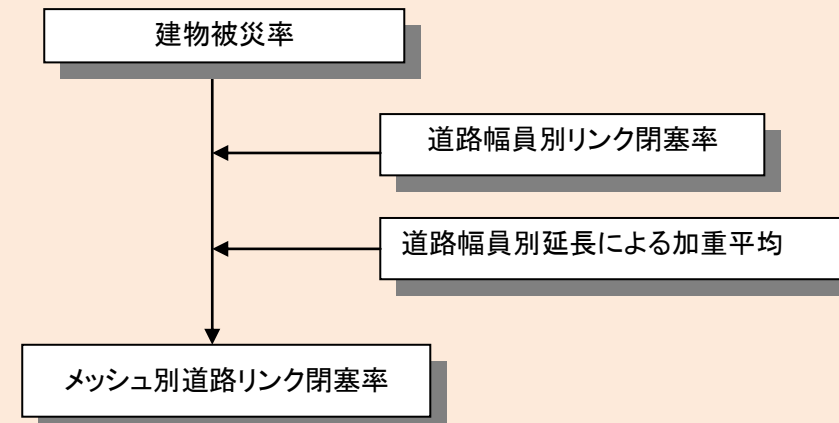 建物被災率
道路幅員別リンク閉塞率
道路幅員別延長による加重平均
メッシュ別道路リンク閉塞率